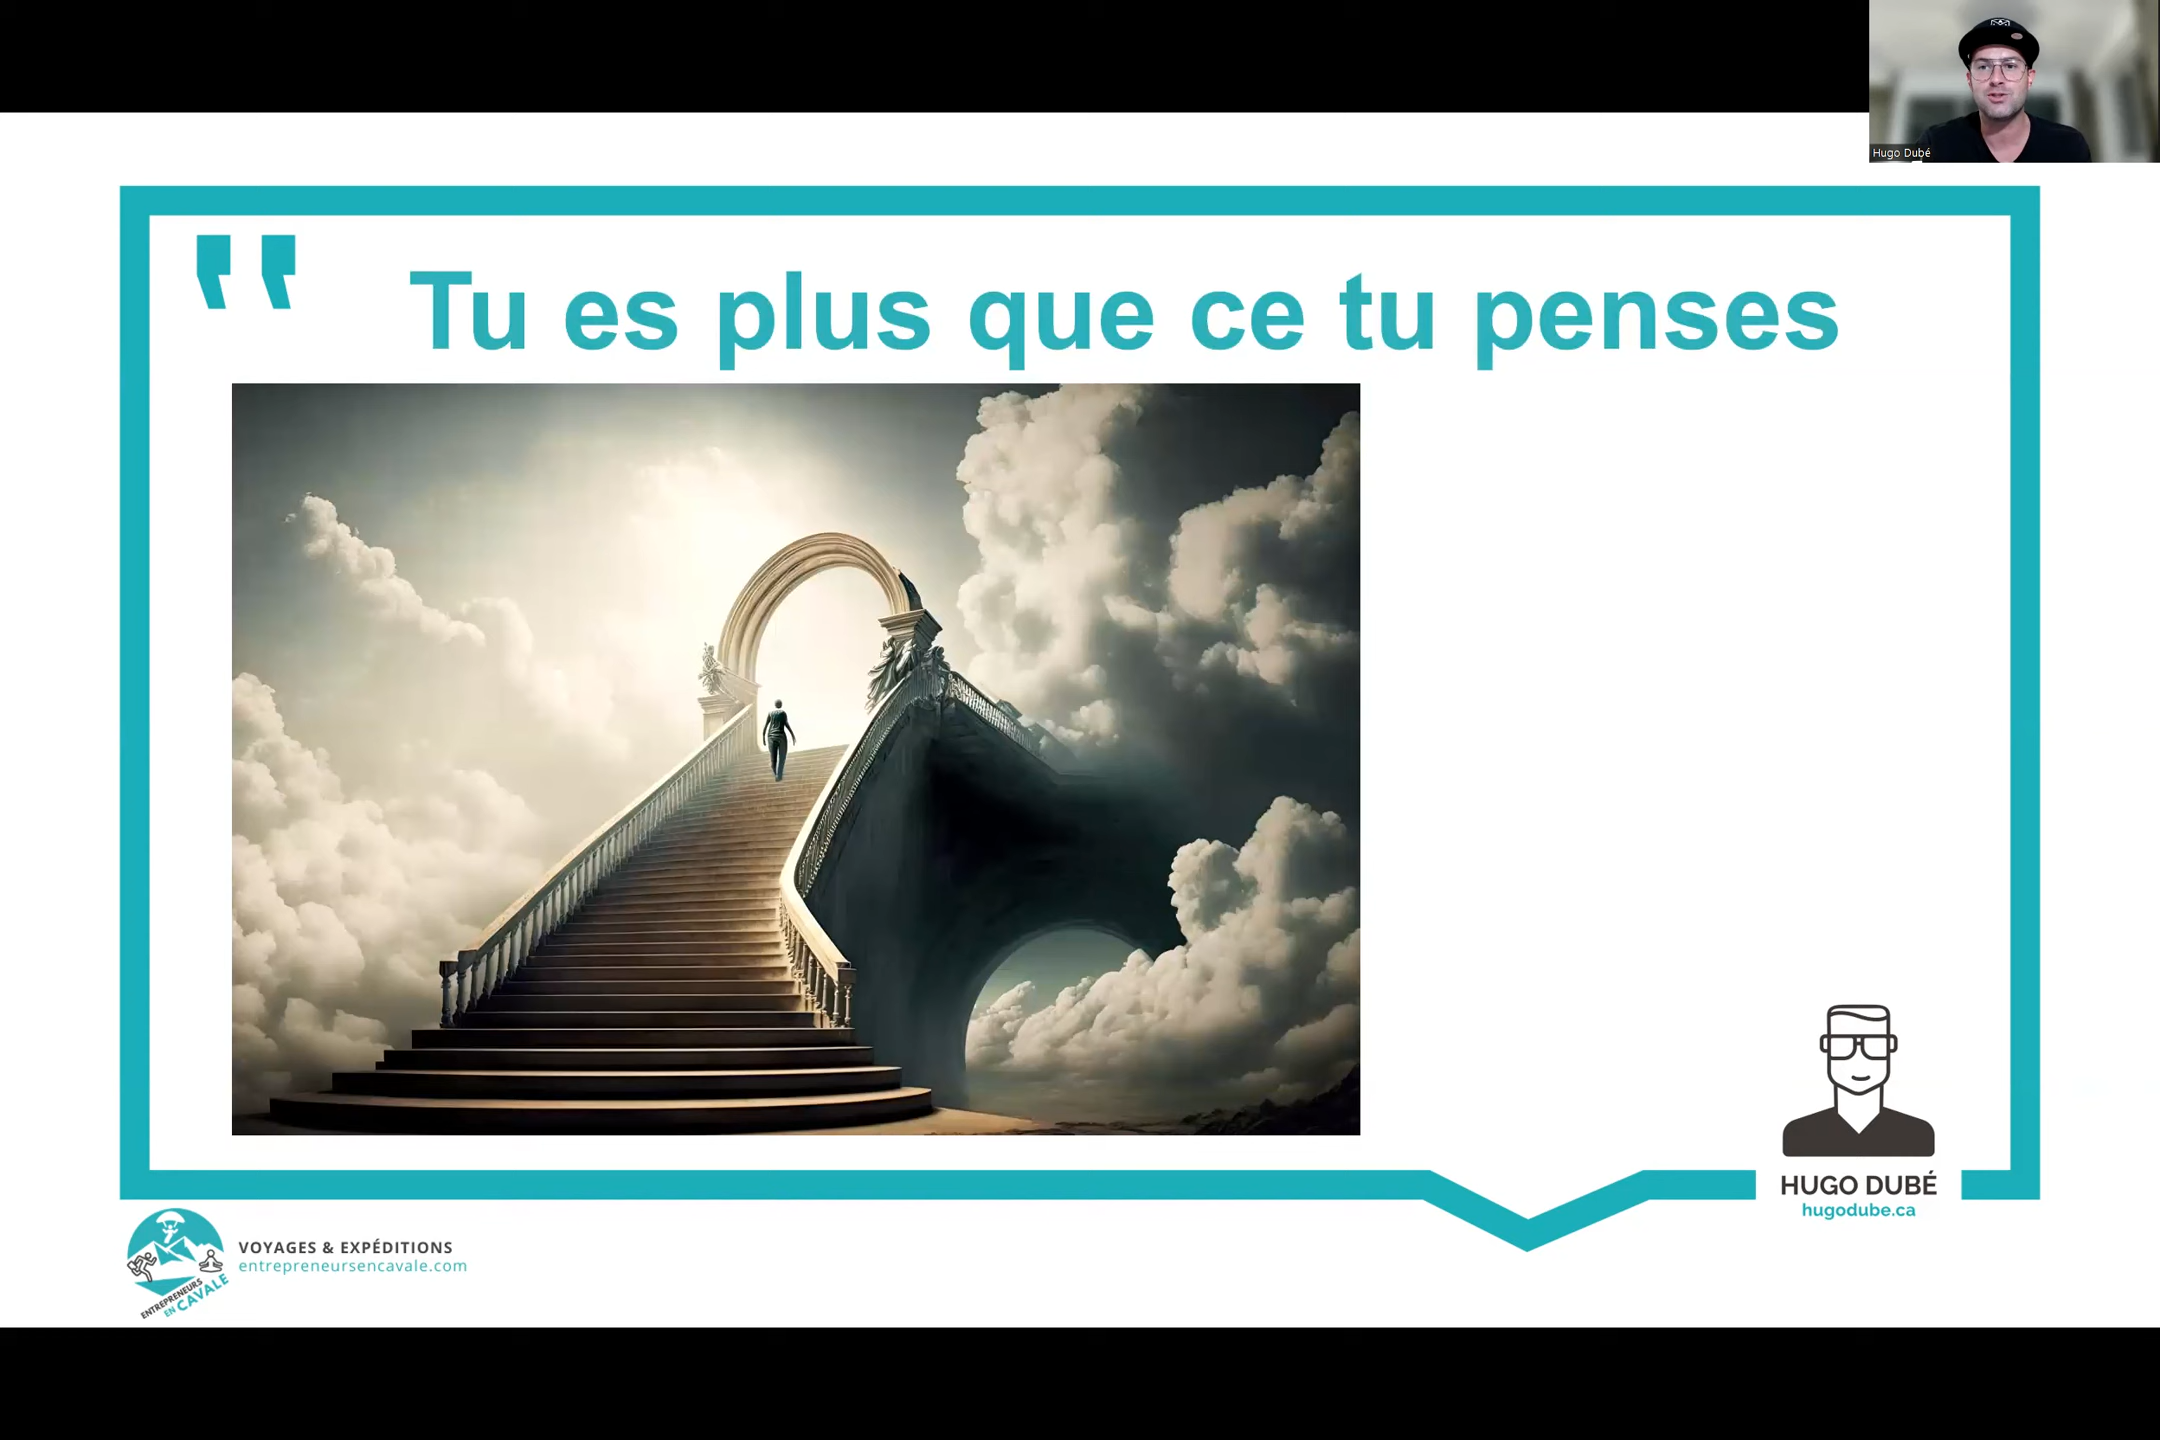 Hugo Dubé
" Tu es plus que ce tu penses
HUGO DUBÉ
hugodube.ca
VOYAGES & EXPÉDITIONS
entrepreneursencavale.com
ENTREPRENEURS
EN CAVALE